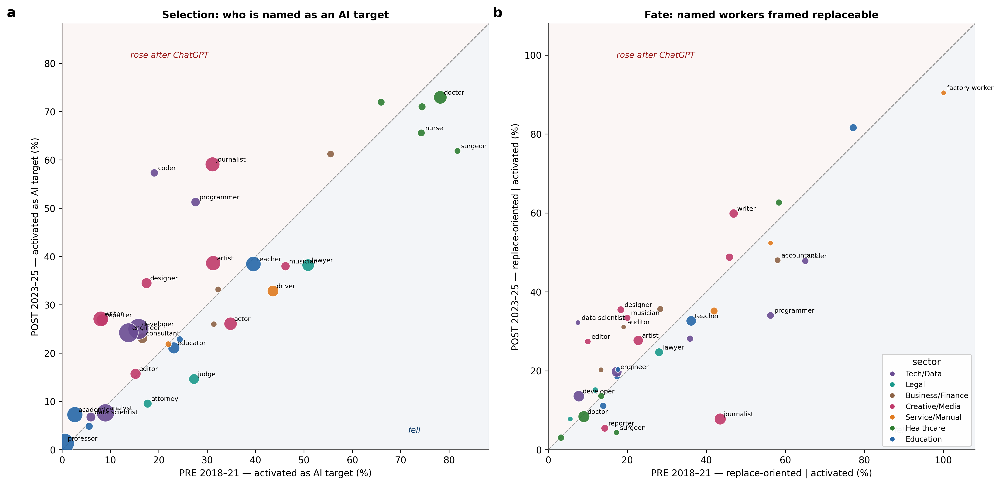 a
Selection: who is named as an AI target
rose after ChatGPT
doctor
nurse
surgeon
journalist
coder
programmer
artist
teacher
musician
lawyer
designer
driver
writer
reporter
actor
developer
engineer
consultant
educator
editor
judge
attorney
academic
analyst
data scientist
professor
fell
80
70
60
50
40
30
20
10
0
0 10 20 30 40 50 60 70 80
POST 2023–25 — activated as AI target (%)
PRE 2018–21 — activated as AI target (%)
b
Fate: named workers framed replaceable
rose after ChatGPT
factory worker
writer
accountant
coder
designer
musician
programmer
data scientist
teacher
auditor
editor
artist
lawyer
engineer
developer
doctor
journalist
reporter
surgeon
fell
sector
Tech/Data
Legal
Business/Finance
Creative/Media
Service/Manual
Healthcare
Education
100
80
60
40
20
0
0 20 40 60 80 100
POST 2023–25 — replace-oriented | activated (%)
PRE 2018–21 — replace-oriented | activated (%)